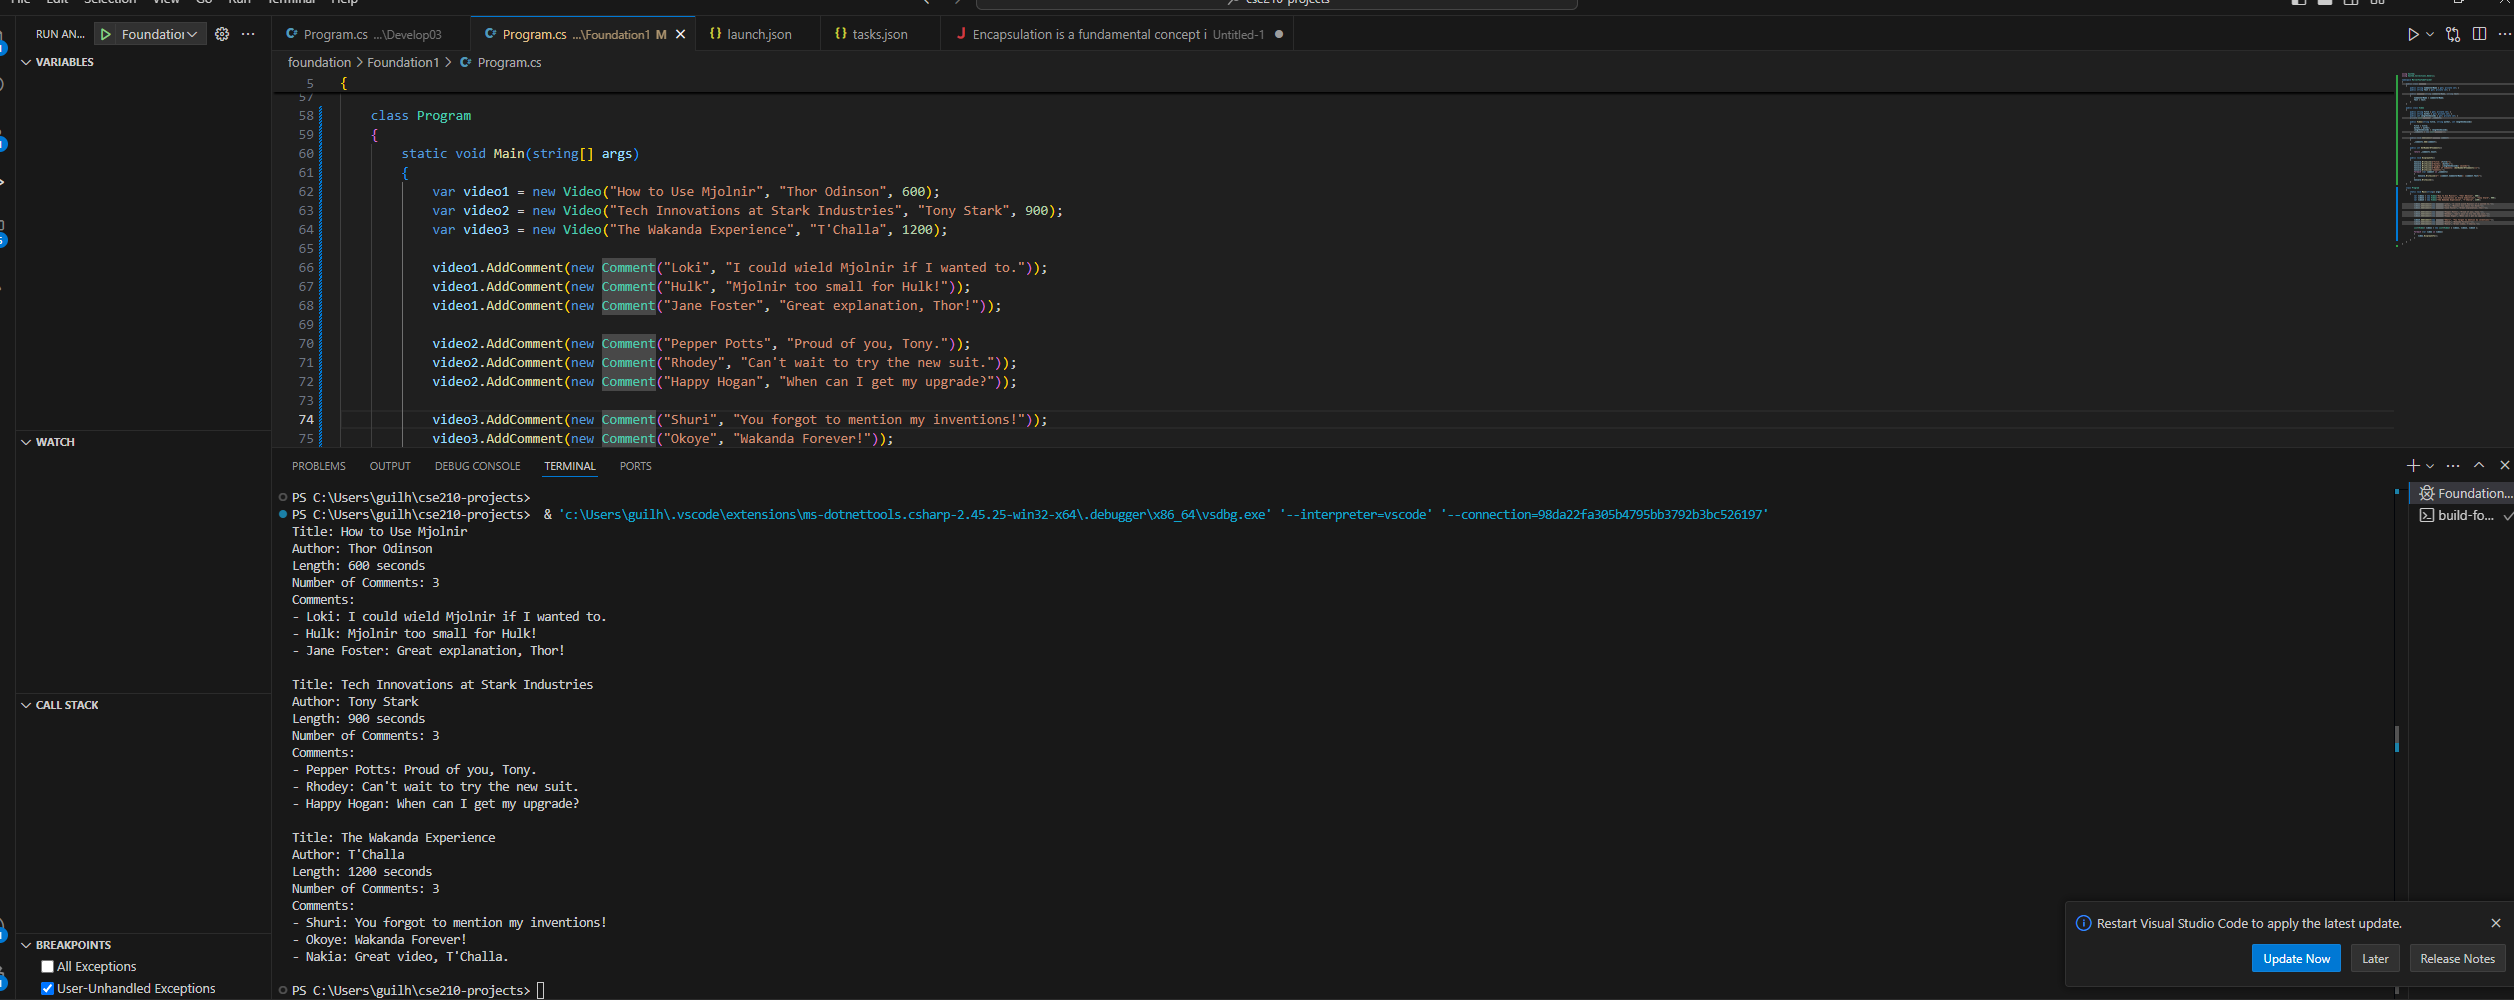 File Edit Selection View Go Run Terminal Help
cse210-projects
RUN AN... Foundation
Program.cs ...\Develop03
Program.cs ...\Foundation1 M
launch.json
tasks.json
Encapsulation is a fundamental concept i Untitled-1
VARIABLES
foundation > Foundation1 > Program.cs
5 {
57
58 class Program
59 {
60 static void Main(string[] args)
61 {
62 var video1 = new Video("How to Use Mjolnir", "Thor Odinson", 600);
63 var video2 = new Video("Tech Innovations at Stark Industries", "Tony Stark", 900);
64 var video3 = new Video("The Wakanda Experience", "T'Challa", 1200);
65
66 video1.AddComment(new Comment("Loki", "I could wield Mjolnir if I wanted to."));
67 video1.AddComment(new Comment("Hulk", "Mjolnir too small for Hulk!"));
68 video1.AddComment(new Comment("Jane Foster", "Great explanation, Thor!"));
69
70 video2.AddComment(new Comment("Pepper Potts", "Proud of you, Tony."));
71 video2.AddComment(new Comment("Rhodey", "Can't wait to try the new suit."));
72 video2.AddComment(new Comment("Happy Hogan", "When can I get my upgrade?"));
73
74 video3.AddComment(new Comment("Shuri", "You forgot to mention my inventions!"));
75 video3.AddComment(new Comment("Okoye", "Wakanda Forever!"));
WATCH
CALL STACK
BREAKPOINTS
All Exceptions
User-Unhandled Exceptions
PROBLEMS OUTPUT DEBUG CONSOLE TERMINAL PORTS
PS C:\Users\guilh\cse210-projects>
PS C:\Users\guilh\cse210-projects> & 'c:\Users\guilh\.vscode\extensions\ms-dotnettools.csharp-2.45.25-win32-x64\.debugger\x86_64\vsdbg.exe' '--interpreter=vscode' '--connection=98da22fa305b4795bb3792b3bc526197'
Title: How to Use Mjolnir
Author: Thor Odinson
Length: 600 seconds
Number of Comments: 3
Comments:
- Loki: I could wield Mjolnir if I wanted to.
- Hulk: Mjolnir too small for Hulk!
- Jane Foster: Great explanation, Thor!
Title: Tech Innovations at Stark Industries
Author: Tony Stark
Length: 900 seconds
Number of Comments: 3
Comments:
- Pepper Potts: Proud of you, Tony.
- Rhodey: Can't wait to try the new suit.
- Happy Hogan: When can I get my upgrade?
Title: The Wakanda Experience
Author: T'Challa
Length: 1200 seconds
Number of Comments: 3
Comments:
- Shuri: You forgot to mention my inventions!
- Okoye: Wakanda Forever!
- Nakia: Great video, T'Challa.
PS C:\Users\guilh\cse210-projects>
Foundation...
build-fo...
Restart Visual Studio Code to apply the latest update.
Update Now Later Release Notes